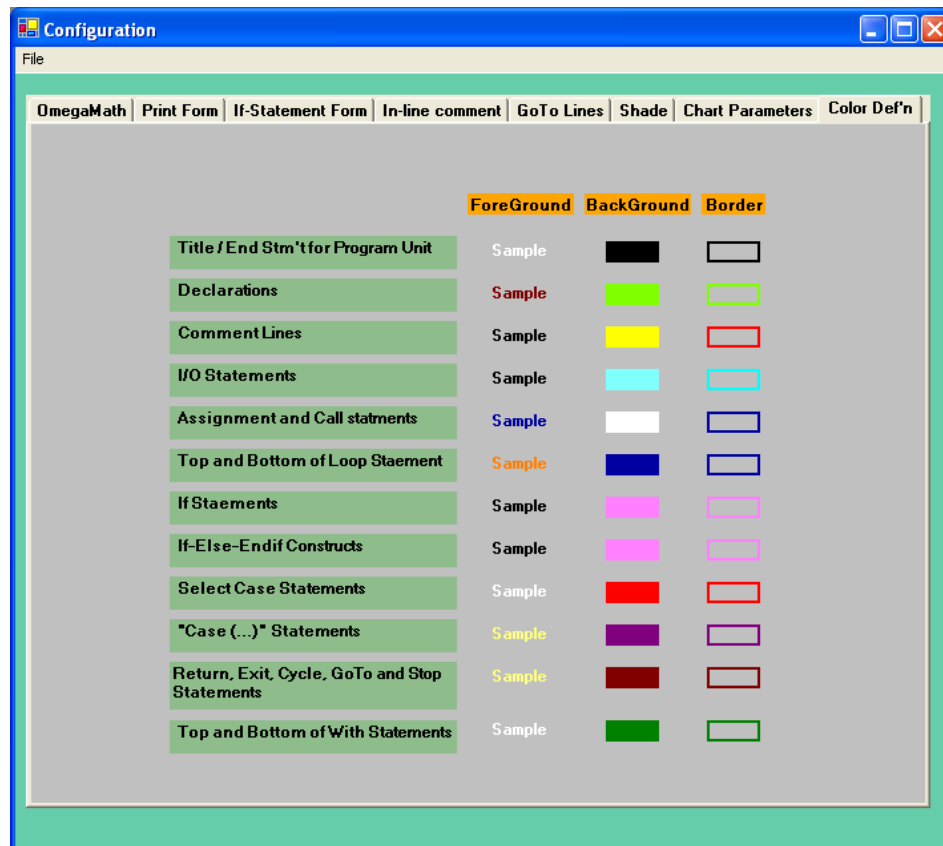 Configuration
File
OmegaMath Print Form If-Statement Form In-line comment GoTo Lines Shade Chart Parameters Color Def'n
ForeGround BackGround Border
Title / End Stm't for Program Unit Sample
Declarations Sample
Comment Lines Sample
I/O Statements Sample
Assignment and Call statments Sample
Top and Bottom of Loop Staement Sample
If Staements Sample
If-Else-Endif Constructs Sample
Select Case Statements Sample
"Case (...)" Statements Sample
Return, Exit, Cycle, GoTo and Stop Sample
Statements
Top and Bottom of With Statements Sample